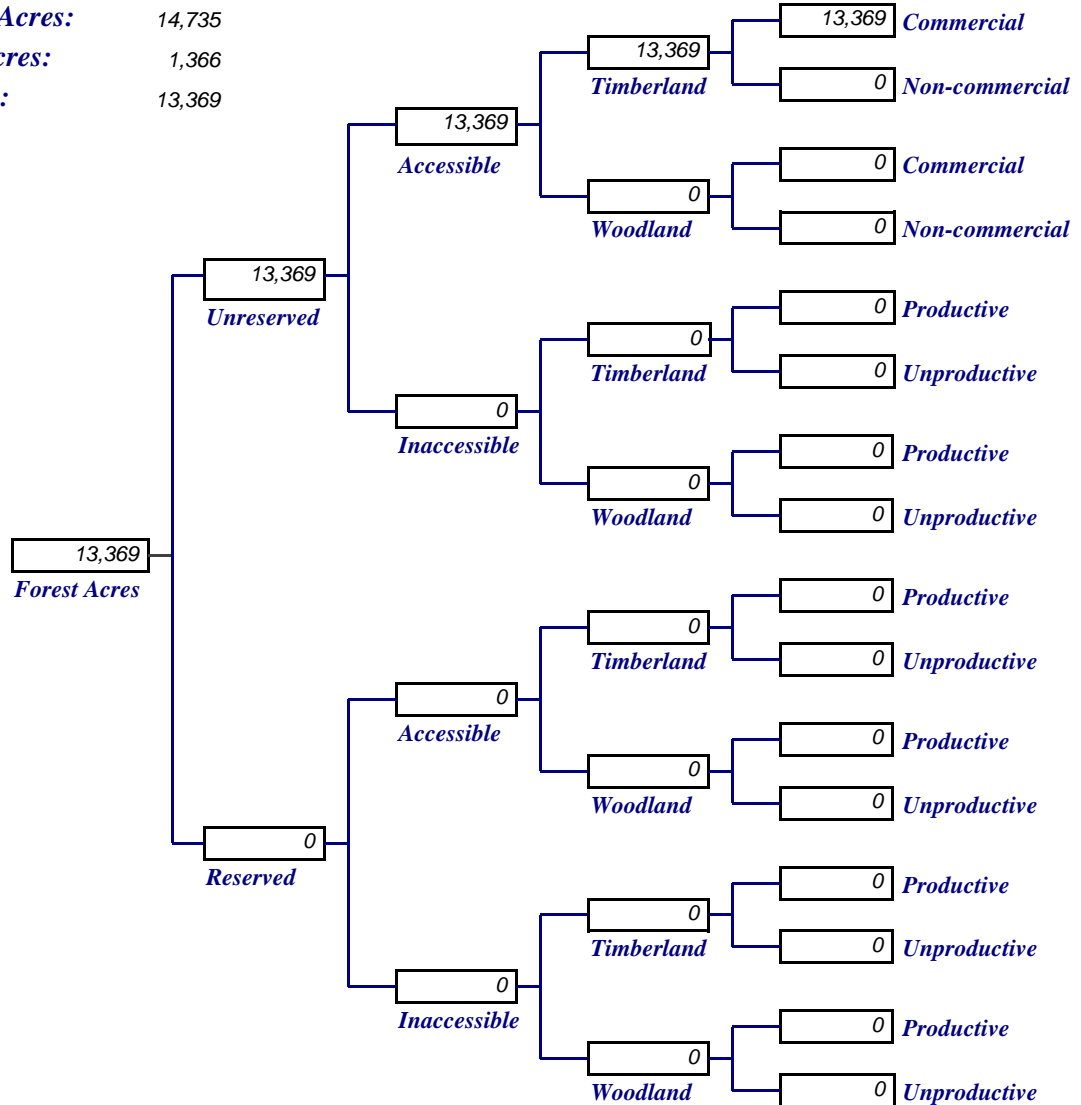 Acres: 14,735
13,369 Commercial
13,369
Timberland
cres: 1,366
0 Non-commercial
: 13,369
13,369
Accessible
0 Commercial
0
Woodland
0 Non-commercial
13,369
Unreserved
0 Productive
0
Timberland
0 Unproductive
0
Inaccessible
0 Productive
0
Woodland
0 Unproductive
13,369
Forest Acres
0 Productive
0
Timberland
0 Unproductive
0
Accessible
0 Productive
0
Woodland
0 Unproductive
0
Reserved
0 Productive
0
Timberland
0 Unproductive
0
Inaccessible
0 Productive
0
Woodland
0 Unproductive